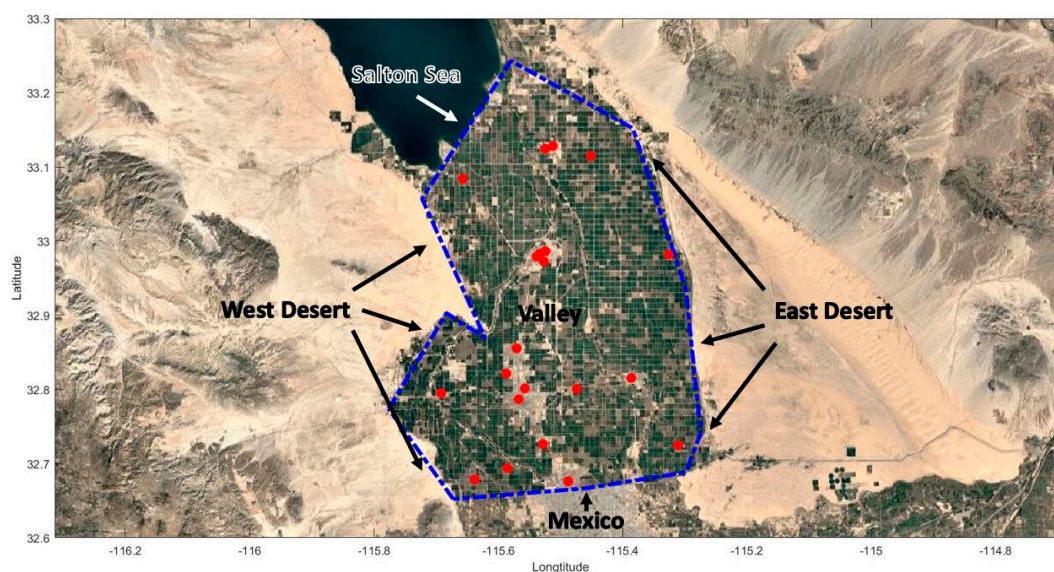 33.3
33.2
33.1
33
32.9
32.8
32.7
32.6
Latitude
Salton Sea
West Desert
Valley
East Desert
Mexico
-116.2
-116
-115.8
-115.6
-115.4
-115.2
-115
-114.8
Longtitude